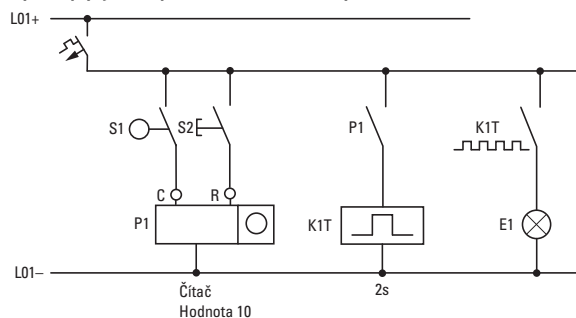 L01+
S1
S2
P1
K1T
C
R
P1
K1T
E1
L01–
Čítač
Hodnota 10
2s